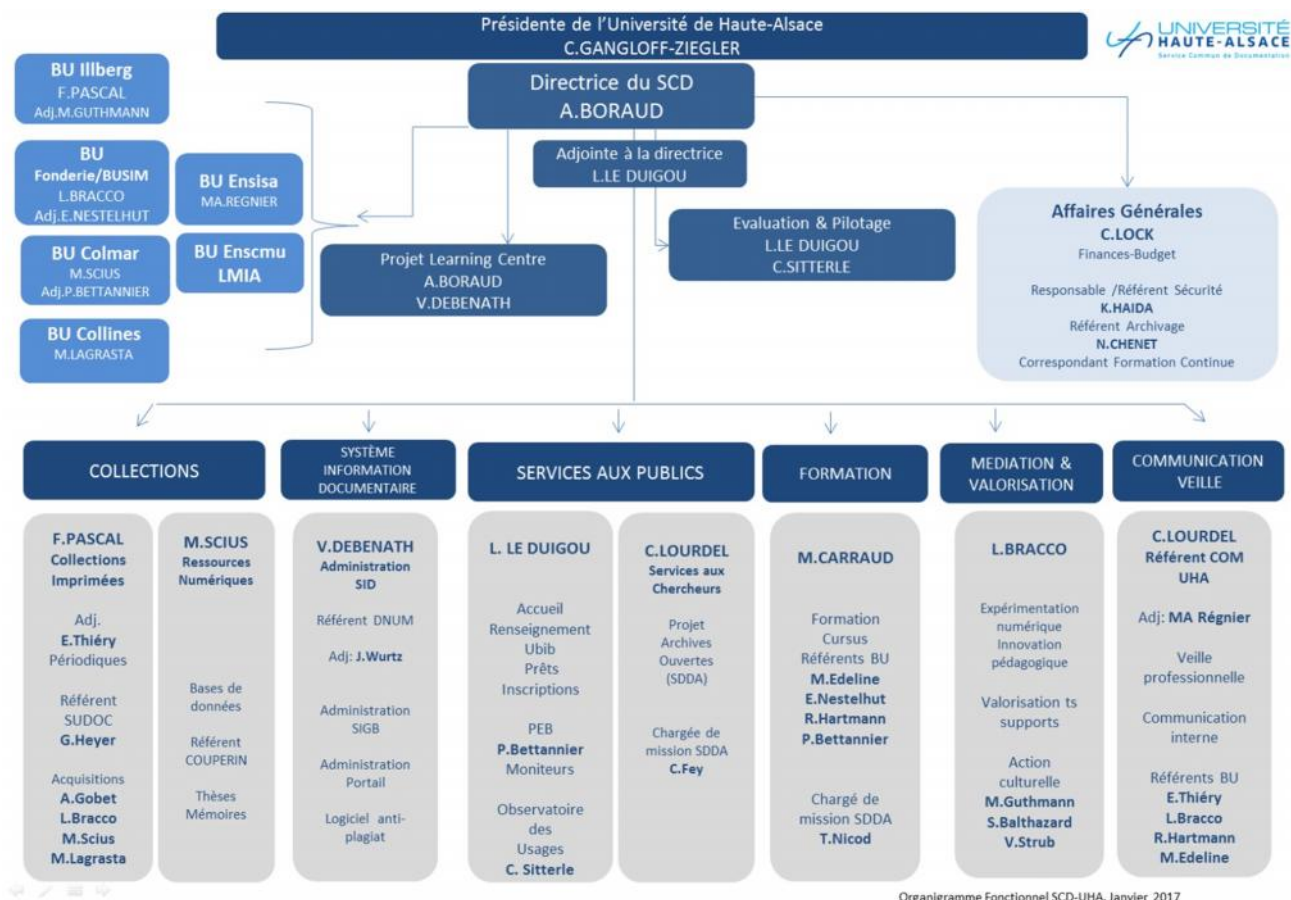 Présidente de l'Université de Haute-Alsace
C.GANGLOFF-ZIEGLER
UNIVERSITÉ
HAUTE-ALSACE
Service Commun de Documentation
BU Illberg
F.PASCAL
Adj.M.GUTHMANN
Directrice du SCD
A.BORAUD
BU
Fonderie/BUSIM
L.BRACCO
Adj.E.NESTELHUT
BU Ensisa
MA.REGNIER
Adjointe à la directrice
L.LE DUIGOU
BU Colmar
M.SCIUS
Adj.P.BETTANNIER
BU Enscmu
LMIA
BU Collines
M.LAGRASTA
Projet Learning Centre
A.BORAUD
V.DEBENATH
Evaluation & Pilotage
L.LE DUIGOU
C.SITTERLE
Affaires Générales
C.LOCK
Finances-Budget
Responsable /Référent Sécurité
K.HAIDA
Référent Archivage
N.CHENET
Correspondant Formation Continue
COLLECTIONS
SYSTÈME
INFORMATION
DOCUMENTAIRE
SERVICES AUX PUBLICS
FORMATION
MEDIATION &
VALORISATION
COMMUNICATION
VEILLE
F.PASCAL
Collections
Imprimées
Adj.
E.Thiéry
Périodiques
Référent
SUDOC
G.Heyer
Acquisitions
A.Gobet
L.Bracco
M.Scius
M.Lagrasta
M.SCIUS
Ressources
Numériques
Bases de
données
Référent
COUPERIN
Thèses
Mémoires
V.DEBENATH
Administration
SID
Référent DNUM
Adj: J.Wurtz
Administration
SIGB
Administration
Portail
Logiciel anti-
plagiat
L. LE DUIGOU
Accueil
Renseignement
Ubib
Prêts
Inscriptions
PEB
P.Bettannier
Moniteurs
Observatoire
des
Usages
C. Sitterle
C.LOURDEL
Services aux
Chercheurs
Projet
Archives
Ouvertes
(SDDA)
Chargée de
mission SDDA
C.Fey
M.CARRAUD
Formation
Cursus
Référents BU
M.Edeline
E.Nestelhut
R.Hartmann
P.Bettannier
Chargé de
mission SDDA
T.Nicod
L.BRACCO
Expérimentation
numérique
Innovation
pédagogique
Valorisation ts
supports
Action
culturelle
M.Guthmann
S.Balthazard
V.Strub
C.LOURDEL
Référent COM
UHA
Adj: MA Régnier
Veille
professionnelle
Communication
interne
Référents BU
E.Thiéry
L.Bracco
R.Hartmann
M.Edeline
Organigramme Fonctionnel SCD-UHA, Janvier 2017